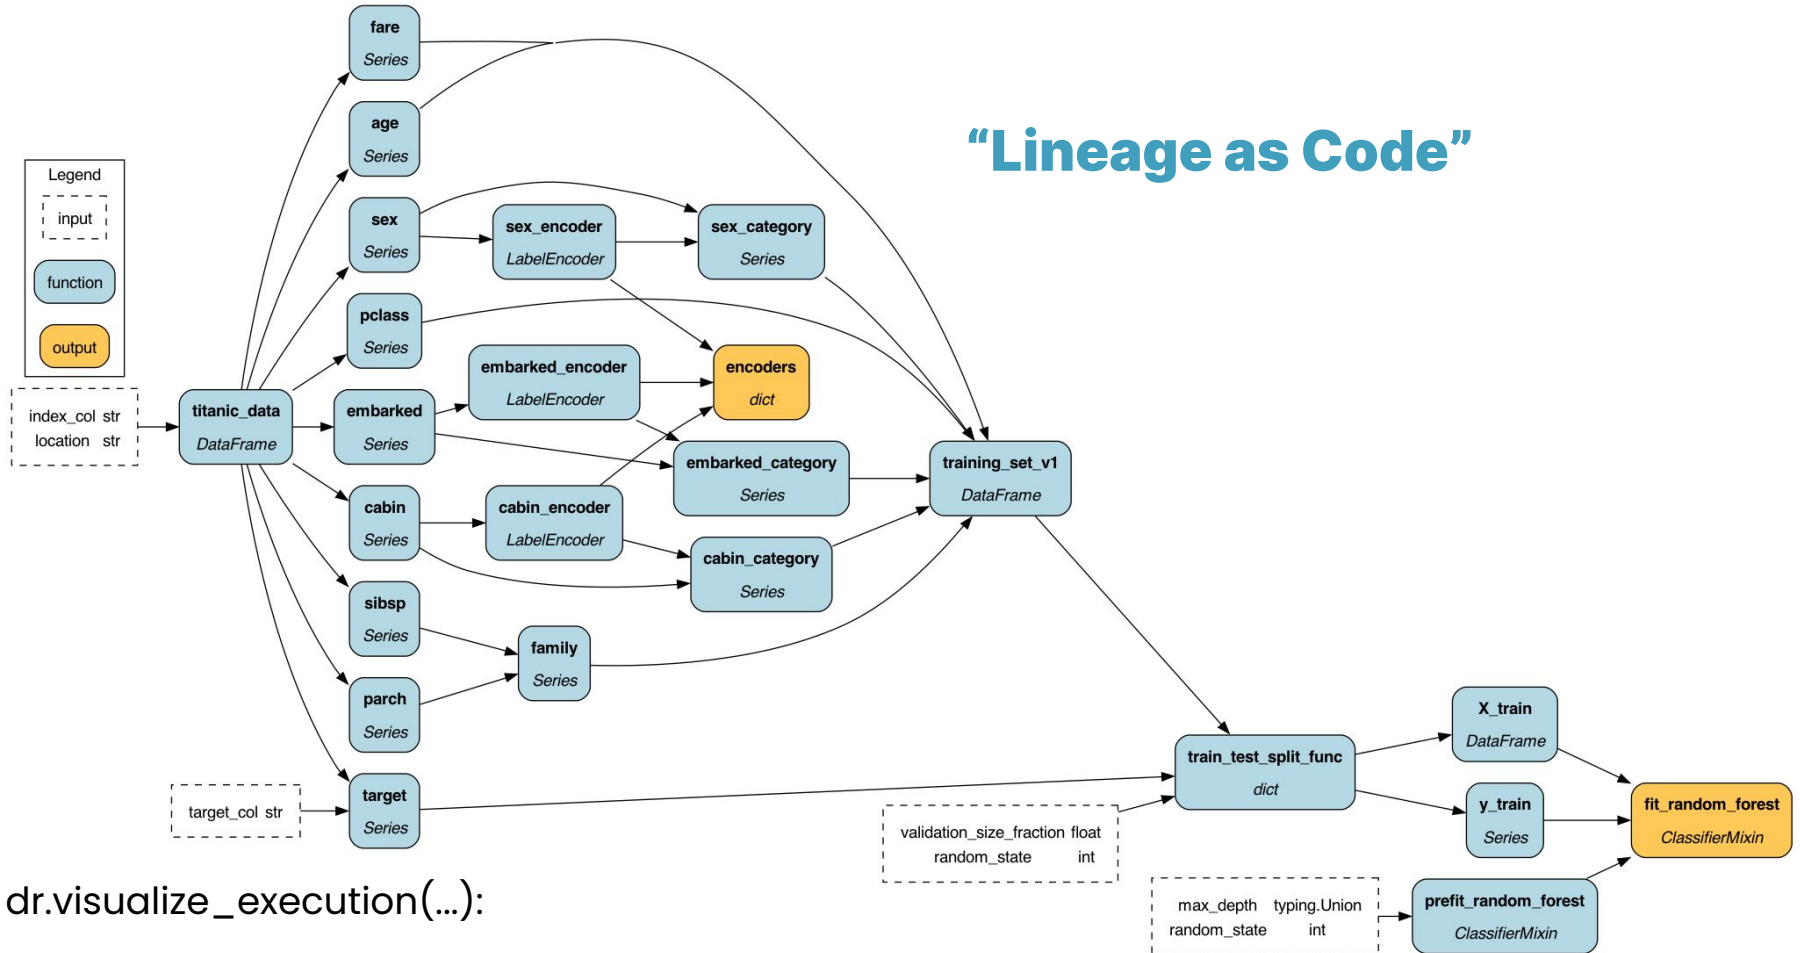 “Lineage as Code”
Legend
input
function
output
index_col str
location str
titanic_data
DataFrame
target_col str
fare
Series
age
Series
sex
Series
pclass
Series
embarked
Series
cabin
Series
sibsp
Series
parch
Series
target
Series
sex_encoder
LabelEncoder
embarked_encoder
LabelEncoder
cabin_encoder
LabelEncoder
family
Series
sex_category
Series
encoders
dict
embarked_category
Series
cabin_category
Series
training_set_v1
DataFrame
validation_size_fraction float
random_state int
train_test_split_func
dict
max_depth typing.Union
random_state int
X_train
DataFrame
y_train
Series
prefit_random_forest
ClassifierMixin
fit_random_forest
ClassifierMixin
dr.visualize_execution(...):